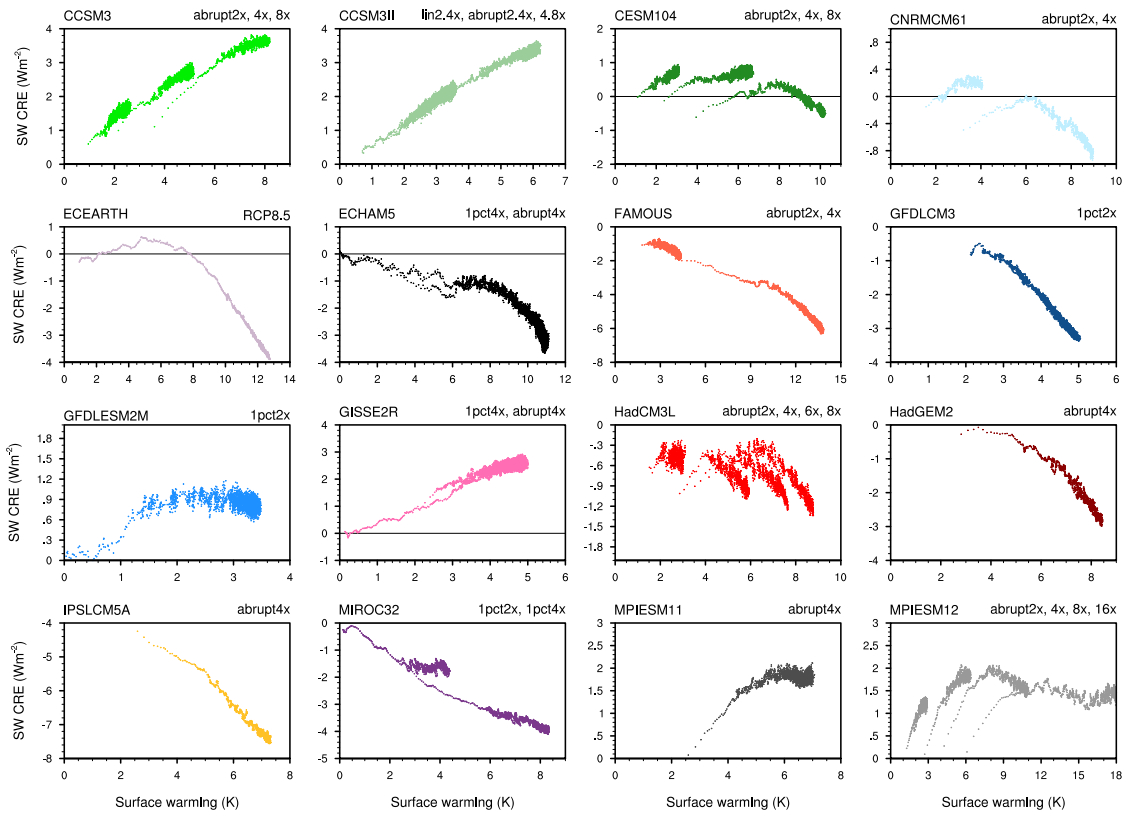 CCSM3 abrupt2x, 4x, 8x
CCSM3II lin2.4x, abrupt2.4x, 4.8x
CESM104 abrupt2x, 4x, 8x
CNRMCM61 abrupt2x, 4x
SW CRE (Wm-2)
4
3
2
1
0
0 2 4 6 8
4
3
2
1
0
0 1 2 3 4 5 6 7
2
1
0
-1
-2
0 2 4 6 8 10
.8
.4
0
-.4
-.8
0 2 4 6 8 10
ECEARTH RCP8.5
ECHAM5 1pct4x, abrupt4x
FAMOUS abrupt2x, 4x
GFDLCM3 1pct2x
SW CRE (Wm-2)
1
0
-1
-2
-3
-4
0 2 4 6 8 10 12 14
1
0
-1
-2
-3
-4
0 2 4 6 8 10 12
0
-2
-4
-6
-8
0 3 6 9 12 15
0
-1
-2
-3
-4
0 1 2 3 4 5 6
GFDLESM2M 1pct2x
GISSE2R 1pct4x, abrupt4x
HadCM3L abrupt2x, 4x, 6x, 8x
HadGEM2 abrupt4x
SW CRE (Wm-2)
1.8
1.5
1.2
.9
.6
.3
0
0 1 2 3 4
4
3
2
1
0
-1
0 1 2 3 4 5 6
0
-.3
-.6
-.9
-1.2
-1.5
-1.8
0 2 4 6 8 10
0
-1
-2
-3
-4
0 2 4 6 8
IPSLCM5A abrupt4x
MIROC32 1pct2x, 1pct4x
MPIESM11 abrupt4x
MPIESM12 abrupt2x, 4x, 8x, 16x
SW CRE (Wm-2)
-4
-5
-6
-7
-8
0 2 4 6 8
0
-1
-2
-3
-4
-5
0 2 4 6 8
3
2.5
2
1.5
1
.5
0
0 2 4 6 8
3
2.5
2
1.5
1
.5
0
0 3 6 9 12 15 18
Surface warming (K)
Surface warming (K)
Surface warming (K)
Surface warming (K)